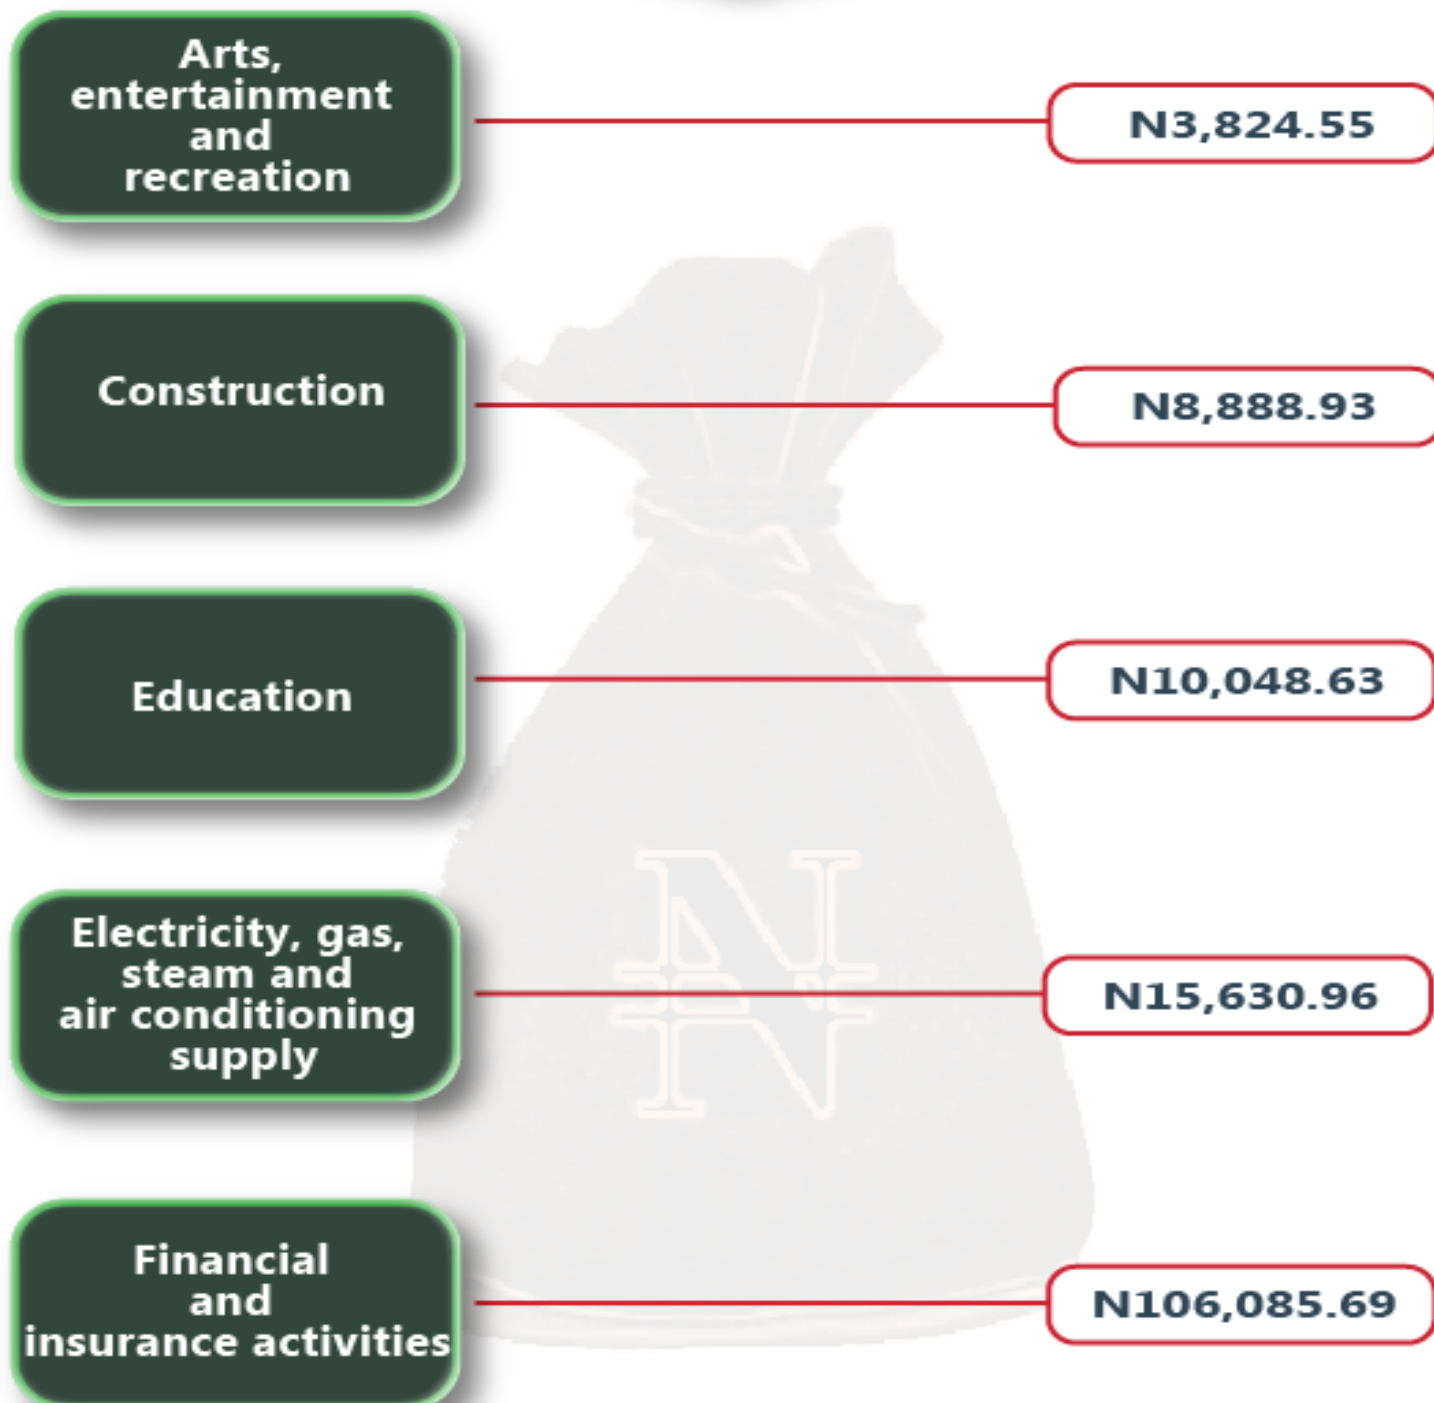 Arts,
entertainment
and
recreation
N3,824.55
Construction
N8,888.93
Education
N10,048.63
Electricity, gas,
steam and
air conditioning
supply
N15,630.96
Financial
and
insurance activities
N106,085.69
N